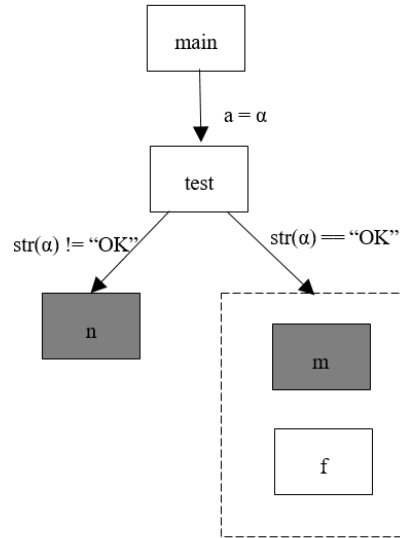 main
a = α
test
str(α) != “OK”
str(α) == “OK”
n
m
f